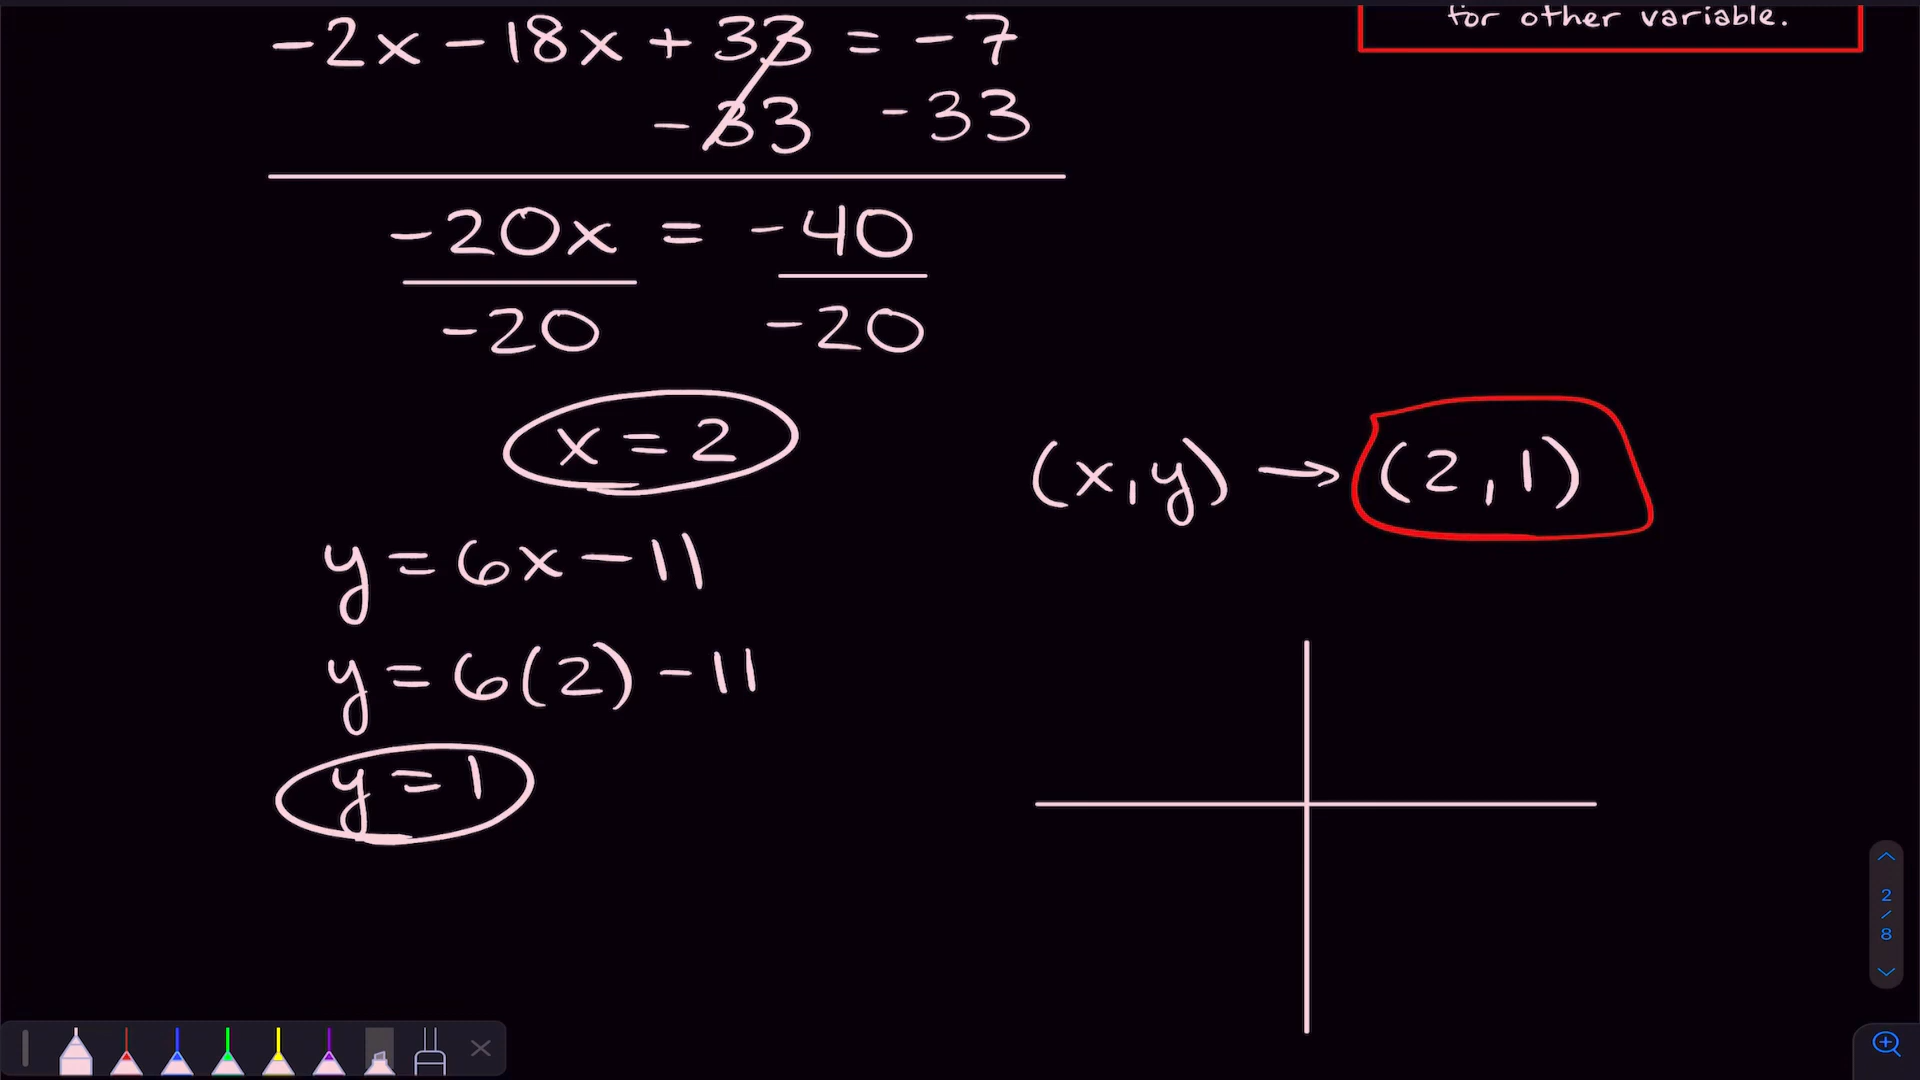 for other variable.
-2x - 18x + 33 = -7
-33 -33
-20x = -40
-20 -20
x = 2
(x,y) → (2,1)
y = 6x - 11
y = 6(2) - 11
y = 1
2
/
8